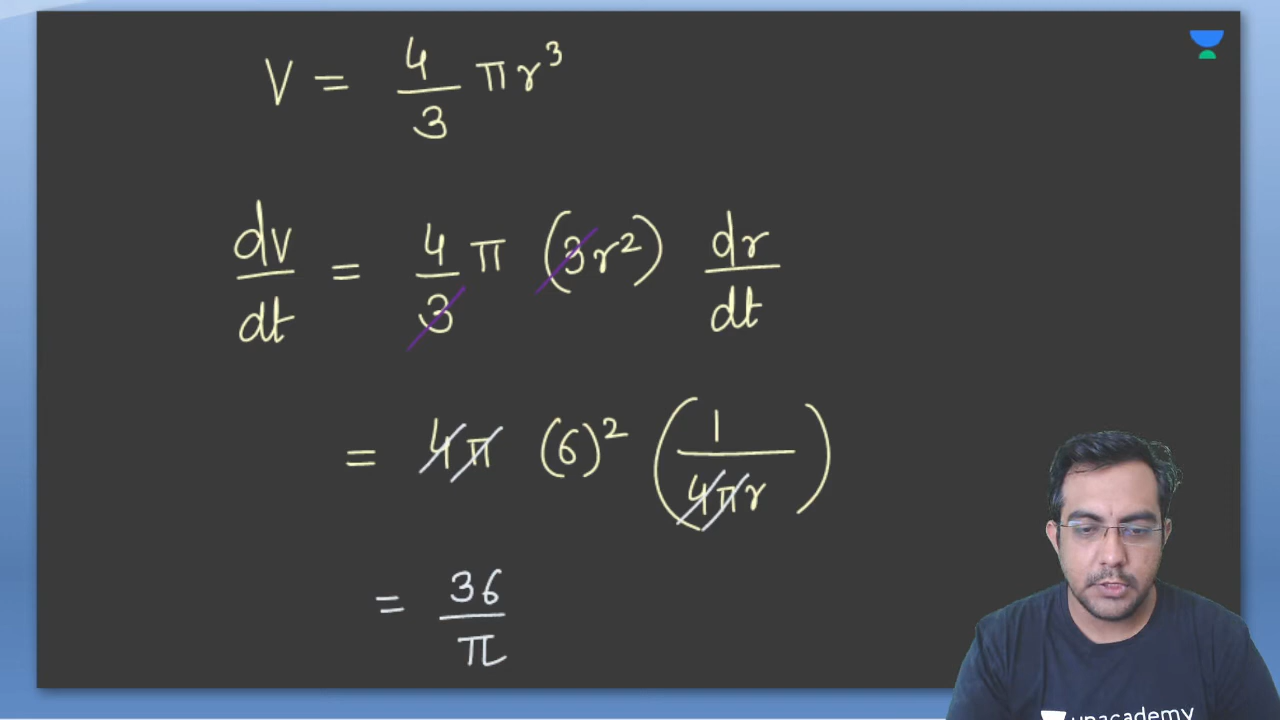 V = 4/3 πr³
dv/dt = 4/3 π (3r²) dr/dt
= 4π (6)² (1/4πr)
= 36/π
unacademy